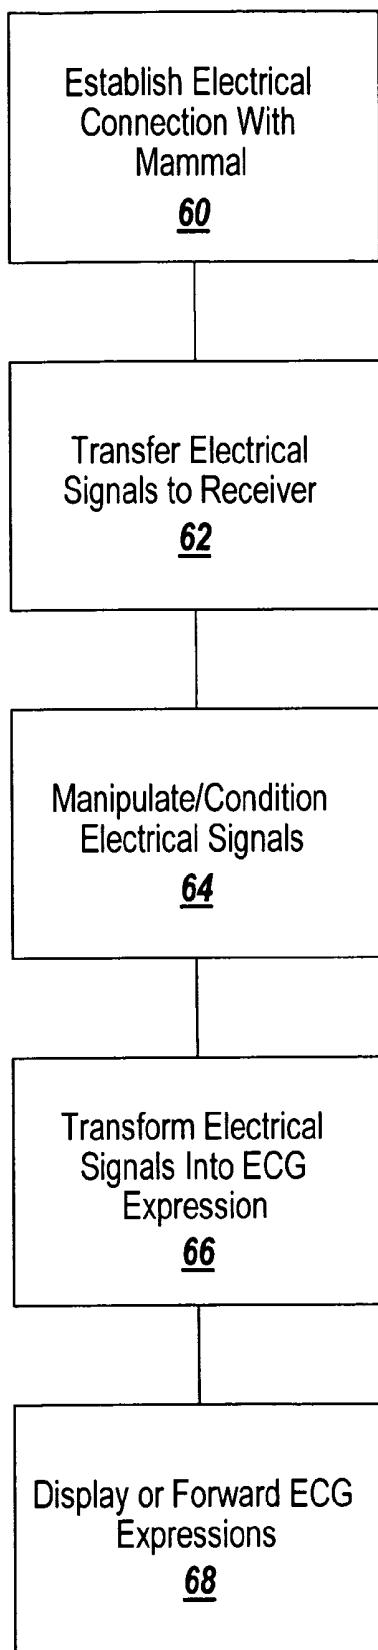 Establish Electrical
Connection With
Mammal
60
Transfer Electrical
Signals to Receiver
62
Manipulate/Condition
Electrical Signals
64
Transform Electrical
Signals Into ECG
Expression
66
Display or Forward ECG
Expressions
68